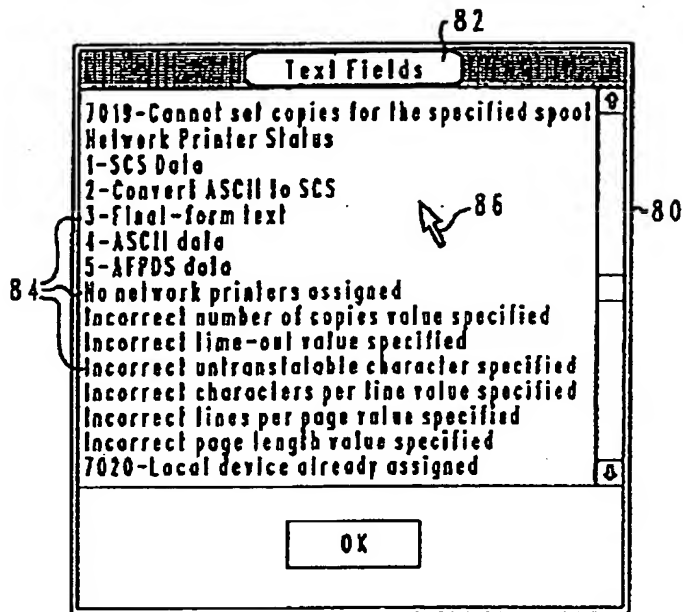 82
Text Fields
7019-Cannot set copies for the specified spool
Network Printer Status
1-SCS Data
2-Convert ASCII to SCS
3-Final-form text
4-ASCII data
5-AFPDS data
No network printers assigned
Incorrect number of copies value specified
Incorrect time-out value specified
Incorrect untranslatable character specified
Incorrect characters per line value specified
Incorrect lines per page value specified
Incorrect page length value specified
7020-Local device already assigned
86
80
84
OK